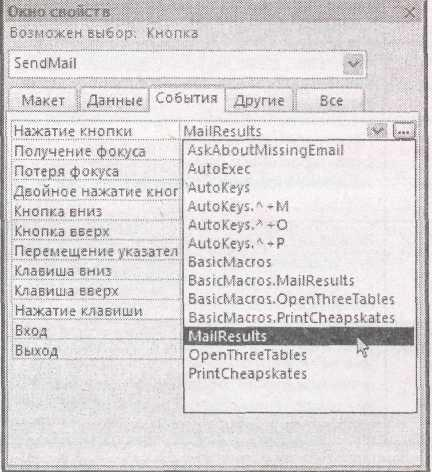 Окно свойств
Возможен выбор: Кнопка
SendMail
Макет Данные События Другие Все
Нажатие кнопки MailResults
Получение фокуса AskAboutMissingEmail
Потеря фокуса AutoExec
Двойное нажатие кног AutoKeys
Кнопка вниз AutoKeys.^+M
Кнопка вверх AutoKeys.^+O
Перемещение указател AutoKeys.^+P
Клавиша вниз BasicMacros
Клавиша вверх BasicMacros.MailResults
Нажатие клавиши BasicMacros.OpenThreeTables
Вход BasicMacros.PrintCheapskates
Выход MailResults
OpenThreeTables
PrintCheapskates